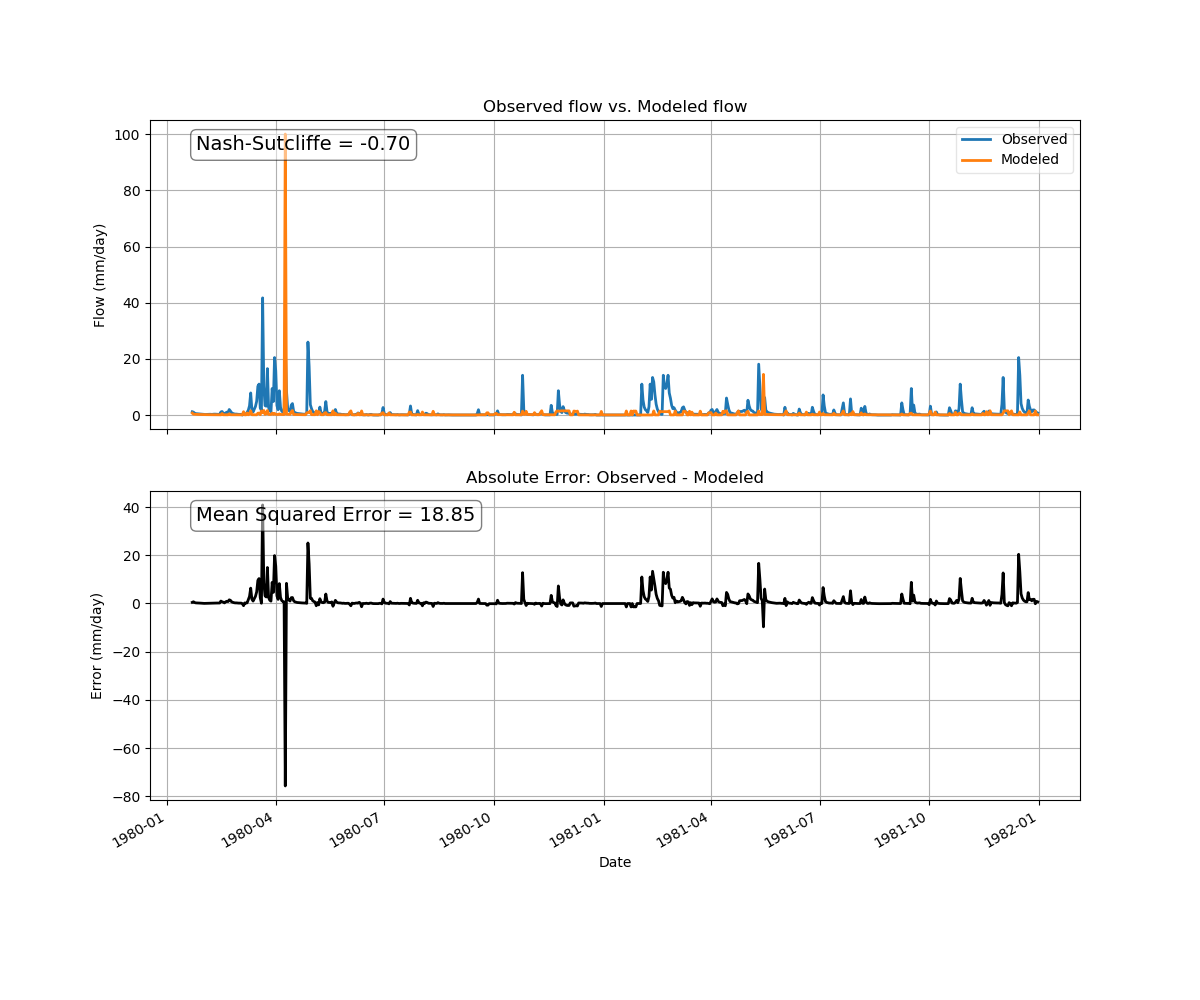 Observed flow vs. Modeled flow
Nash-Sutcliffe = -0.70
Observed
Modeled
100
80
60
40
20
0
Flow (mm/day)
Absolute Error: Observed - Modeled
Mean Squared Error = 18.85
40
20
0
−20
−40
−60
−80
Error (mm/day)
1980-01
1980-04
1980-07
1980-10
1981-01
1981-04
1981-07
1981-10
1982-01
Date